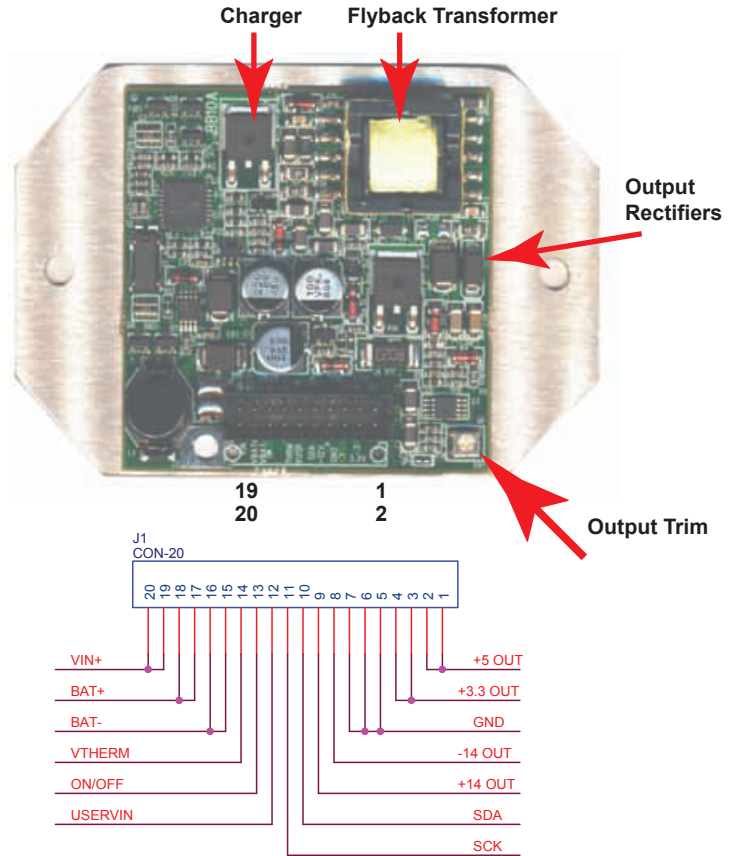 Charger
Flyback Transformer
Output
Rectifiers
19
20
1
2
Output Trim
J1
CON-20
20 19 18 17 16 15 14 13 12 11 10 9 8 7 6 5 4 3 2 1
VIN+
+5 OUT
BAT+
+3.3 OUT
BAT-
GND
VTHERM
-14 OUT
ON/OFF
+14 OUT
USERVIN
SDA
SCK